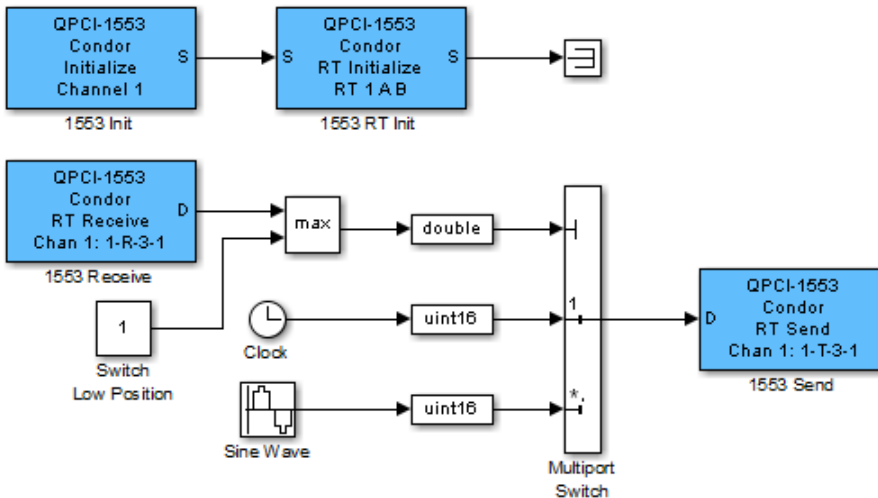 QPCI-1553
Condor
Initialize
Channel 1
S
1553 Init
S
QPCI-1553
Condor
RT Initialize
RT 1 A B
S
1553 RT Init
QPCI-1553
Condor
RT Receive
Chan 1: 1-R-3-1
D
1553 Receive
max
double
1
Switch
Low Position
Clock
uint16
1
Sine Wave
uint16
*,
Multiport
Switch
D
QPCI-1553
Condor
RT Send
Chan 1: 1-T-3-1
1553 Send